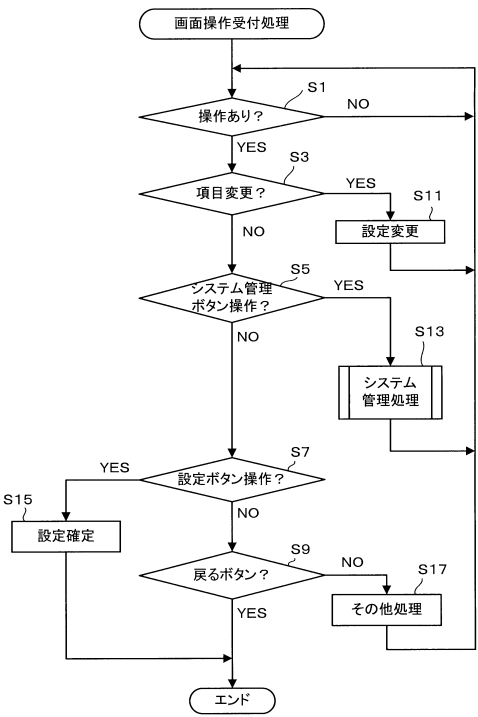 画面操作受付処理
S1
操作あり?
NO
YES
S3
項目変更?
YES
S11
設定変更
NO
S5
システム管理
ボタン操作?
YES
NO
S13
システム
管理処理
S7
設定ボタン操作?
YES
S15
設定確定
NO
S9
戻るボタン?
NO
S17
その他処理
YES
エンド